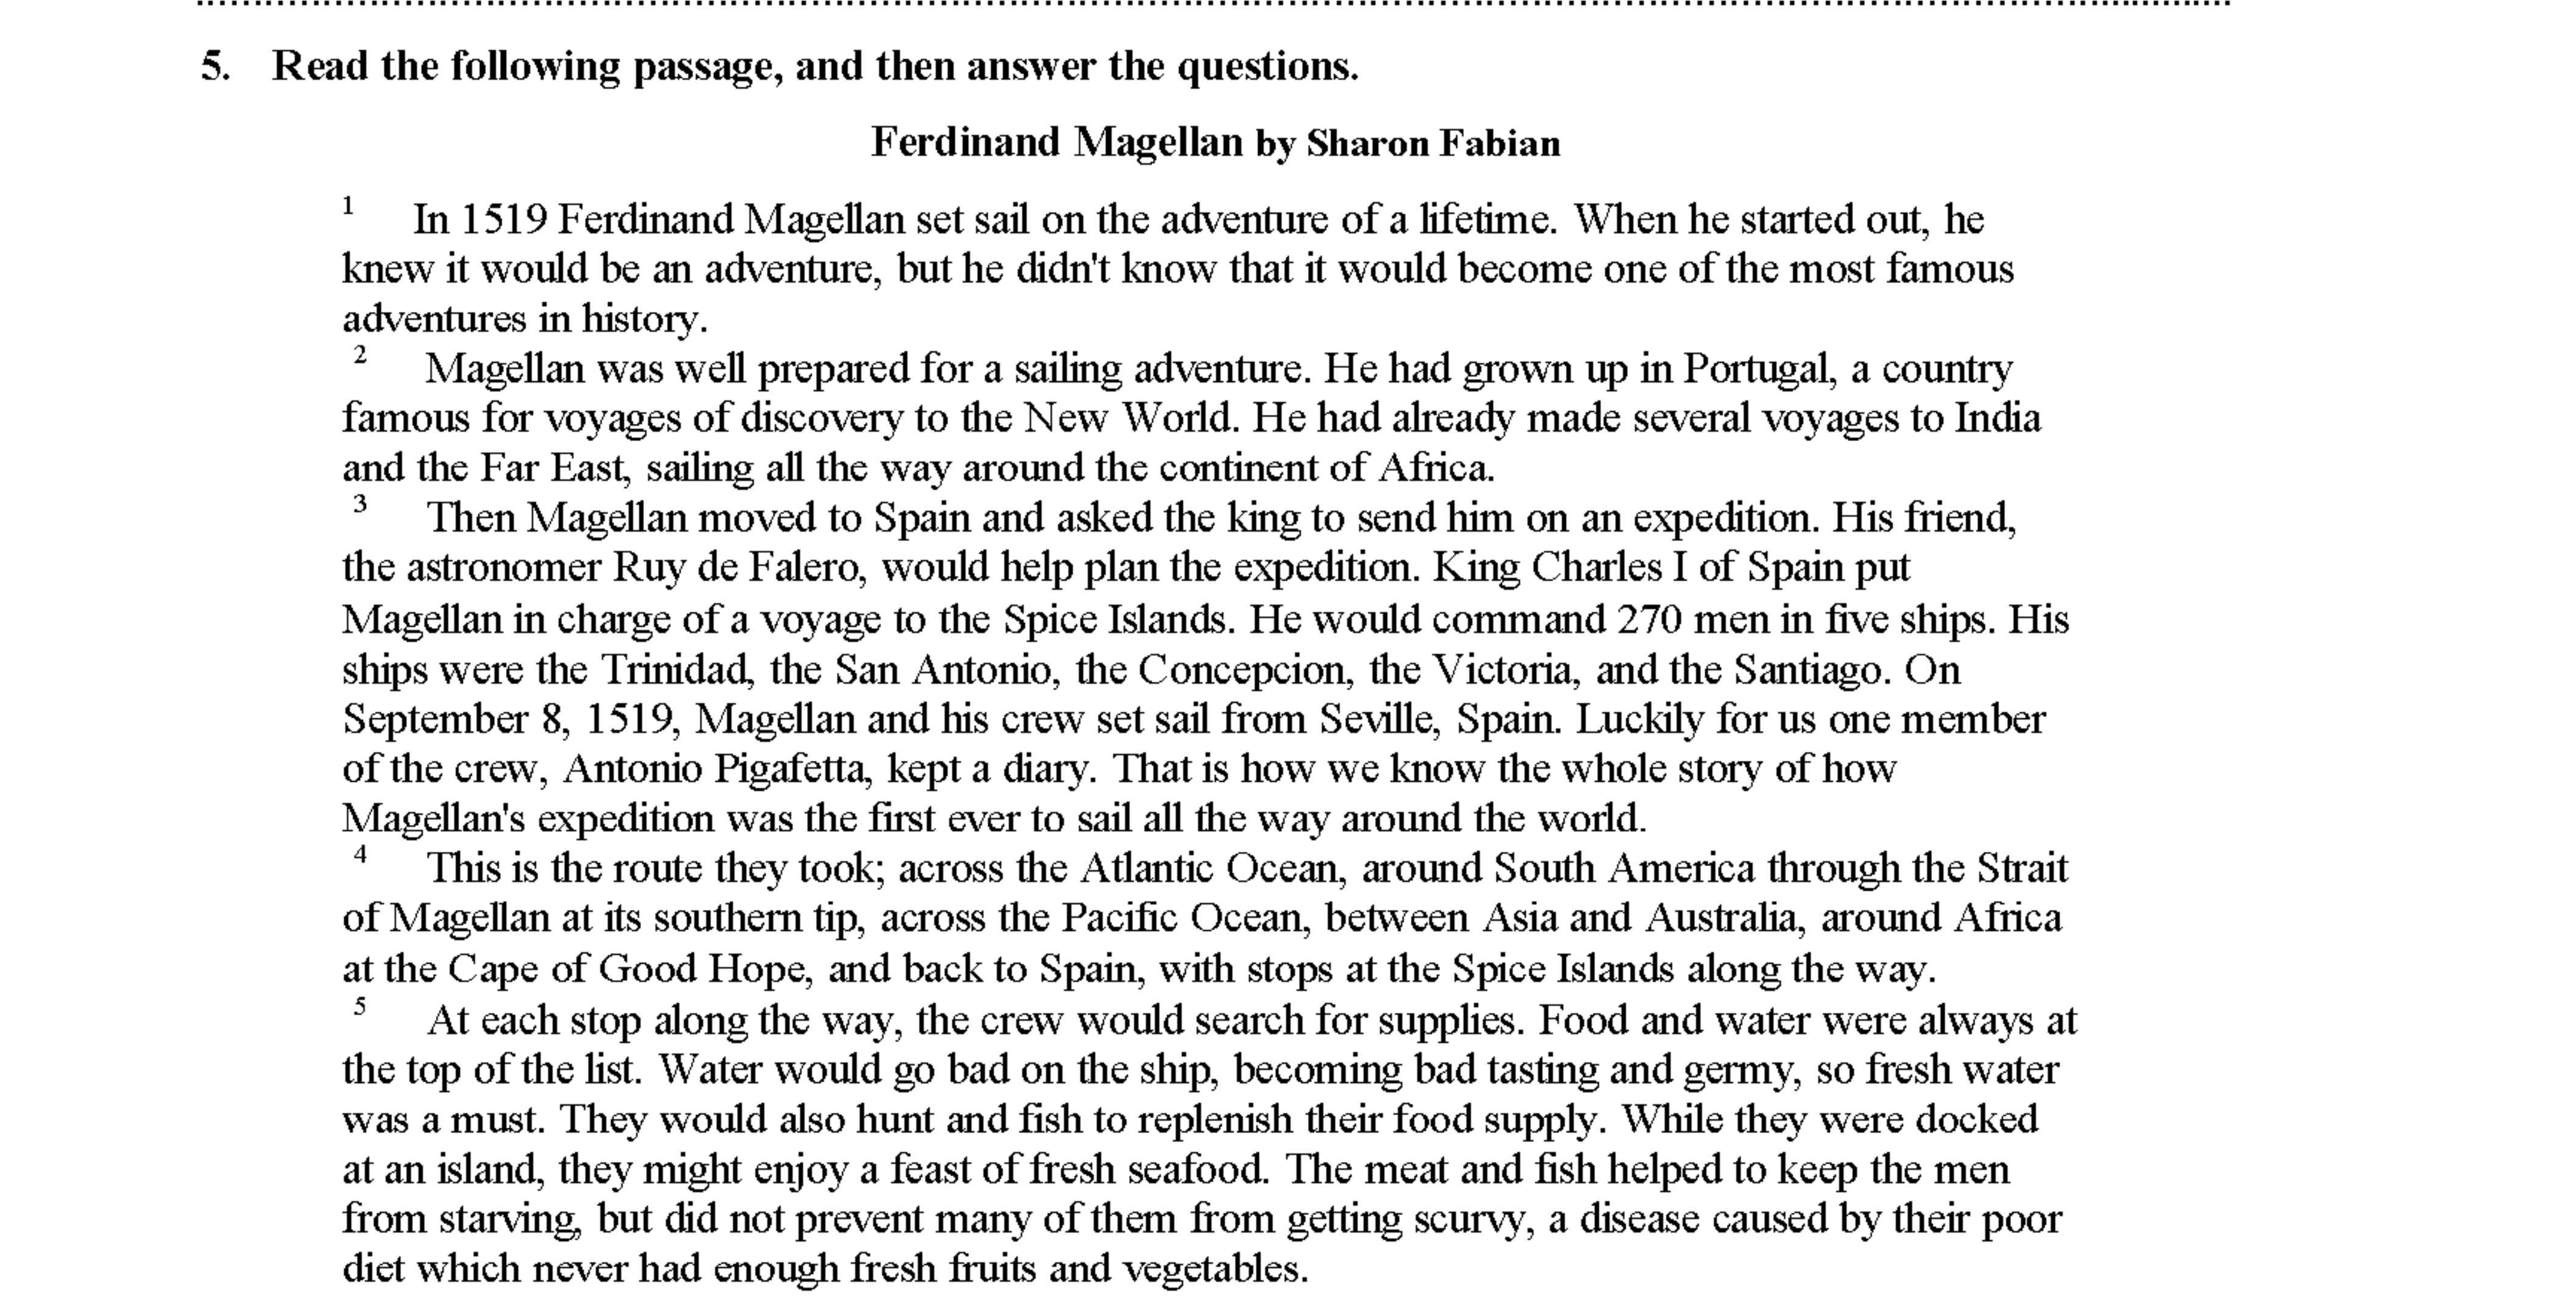 5. Read the following passage, and then answer the questions.
Ferdinand Magellan by Sharon Fabian
1 In 1519 Ferdinand Magellan set sail on the adventure of a lifetime. When he started out, he
knew it would be an adventure, but he didn't know that it would become one of the most famous
adventures in history.
2 Magellan was well prepared for a sailing adventure. He had grown up in Portugal, a country
famous for voyages of discovery to the New World. He had already made several voyages to India
and the Far East, sailing all the way around the continent of Africa.
3 Then Magellan moved to Spain and asked the king to send him on an expedition. His friend,
the astronomer Ruy de Falero, would help plan the expedition. King Charles I of Spain put
Magellan in charge of a voyage to the Spice Islands. He would command 270 men in five ships. His
ships were the Trinidad, the San Antonio, the Concepcion, the Victoria, and the Santiago. On
September 8, 1519, Magellan and his crew set sail from Seville, Spain. Luckily for us one member
of the crew, Antonio Pigafetta, kept a diary. That is how we know the whole story of how
Magellan's expedition was the first ever to sail all the way around the world.
4 This is the route they took; across the Atlantic Ocean, around South America through the Strait
of Magellan at its southern tip, across the Pacific Ocean, between Asia and Australia, around Africa
at the Cape of Good Hope, and back to Spain, with stops at the Spice Islands along the way.
5 At each stop along the way, the crew would search for supplies. Food and water were always at
the top of the list. Water would go bad on the ship, becoming bad tasting and germy, so fresh water
was a must. They would also hunt and fish to replenish their food supply. While they were docked
at an island, they might enjoy a feast of fresh seafood. The meat and fish helped to keep the men
from starving, but did not prevent many of them from getting scurvy, a disease caused by their poor
diet which never had enough fresh fruits and vegetables.